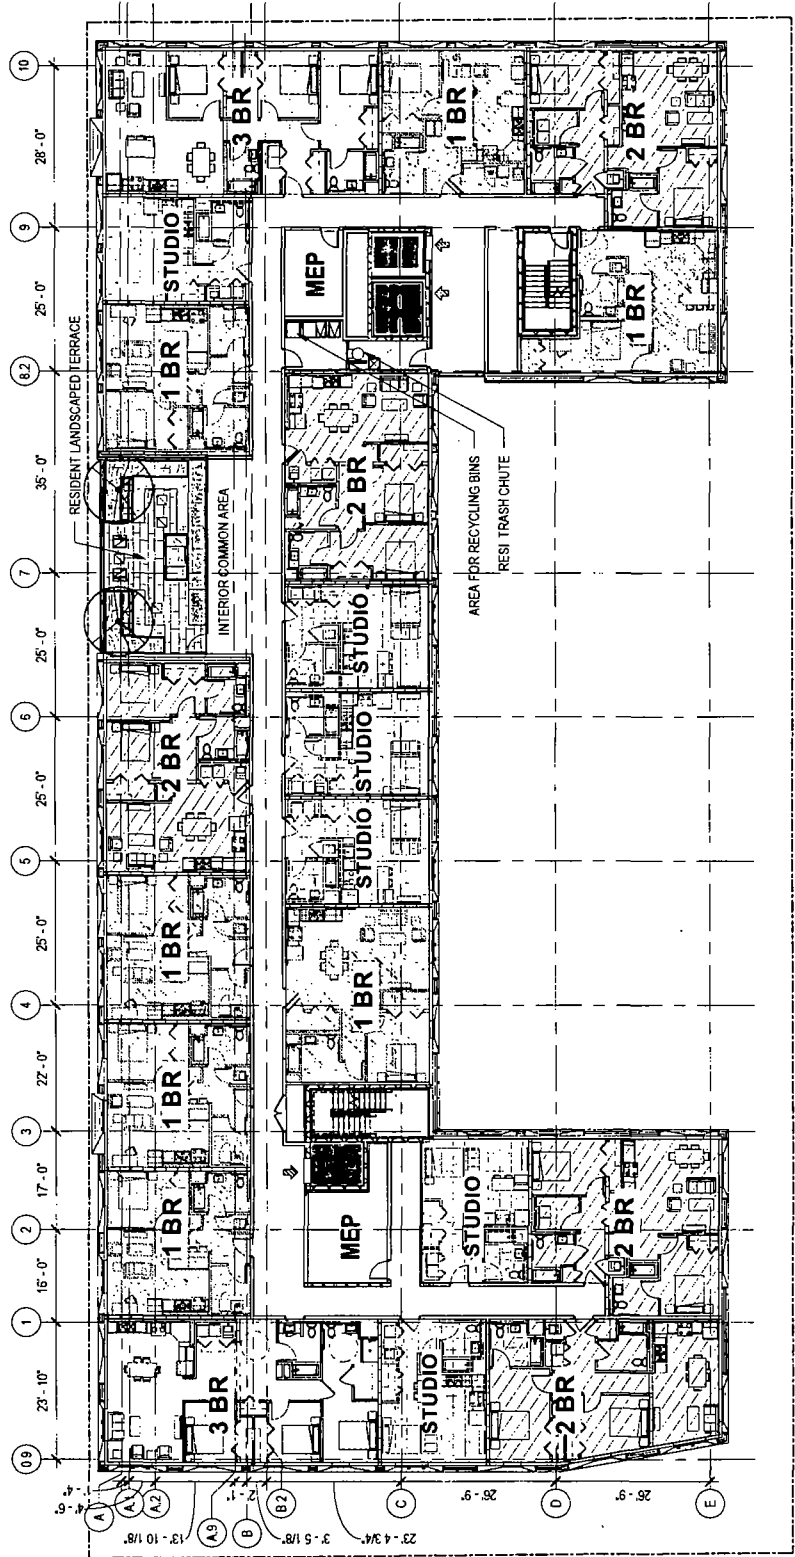 10
9
8.2
7
6
5
4
3
2
1
0.9
28'-0"
25'-0"
35'-0"
25'-0"
25'-0"
25'-0"
22'-0"
17'-0"
16'-0"
23'-10"
3 BR
1 BR
2 BR
STUDIO
MEP
1 BR
1 BR
RESIDENT LANDSCAPED TERRACE
INTERIOR COMMON AREA
2 BR
AREA FOR RECYCLING BINS
RESI TRASH CHUTE
STUDIO
STUDIO
STUDIO
2 BR
1 BR
1 BR
1 BR
1 BR
MEP
STUDIO
2 BR
3 BR
STUDIO
2 BR
A
A.1
A.2
A.9
B
B.2
C
D
E
1'-4"
4'-6"
13'-10 1/8"
2'-1"
3'-5 1/8"
23'-4 3/4"
26'-9"
26'-9"